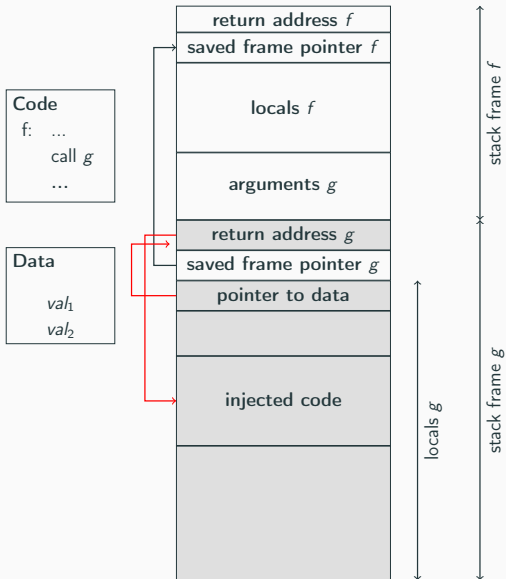 return address f
saved frame pointer f
locals f
arguments g
return address g
saved frame pointer g
pointer to data
injected code
Code
f: ...
call g
...
Data
val1
val2
stack frame f
locals g
stack frame g